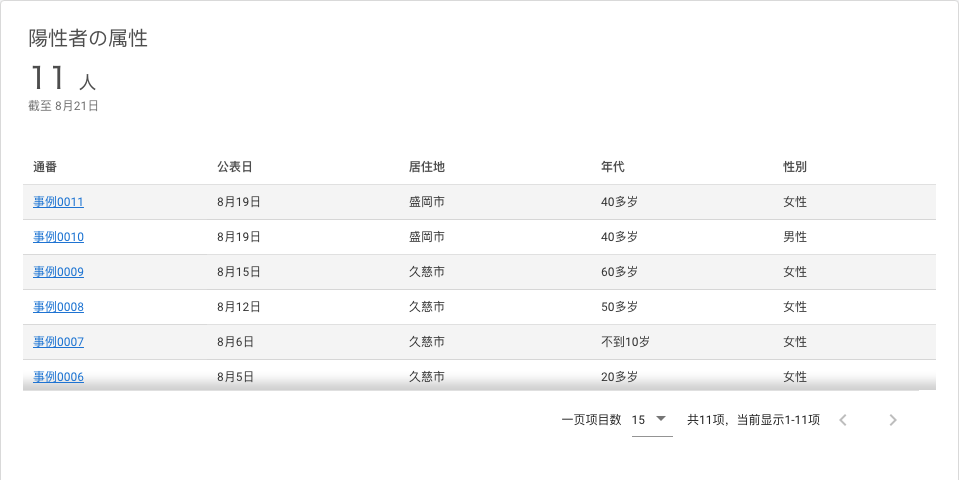 陽性者の属性
11 人
截至 8月21日
通番 公表日 居住地 年代 性別
事例0011 8月19日 盛岡市 40多岁 女性
事例0010 8月19日 盛岡市 40多岁 男性
事例0009 8月15日 久慈市 60多岁 女性
事例0008 8月12日 久慈市 50多岁 女性
事例0007 8月6日 久慈市 不到10岁 女性
事例0006 8月5日 久慈市 20多岁 女性
一页项目数 15 共11项，当前显示1-11项